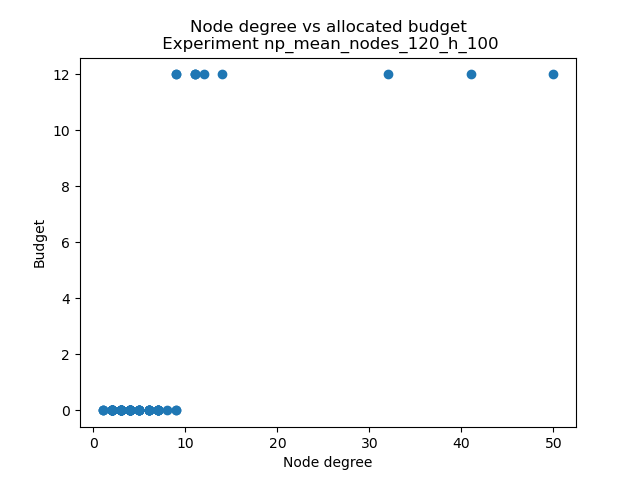 Node degree vs allocated budget
Experiment np_mean_nodes_120_h_100
12
10
8
6
4
2
0
Budget
0 10 20 30 40 50
Node degree